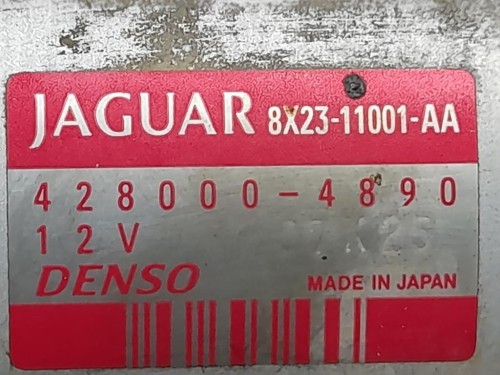 JAGUAR 8X23-11001-AA
428000-4890
12V
DENSO MADE IN JAPAN